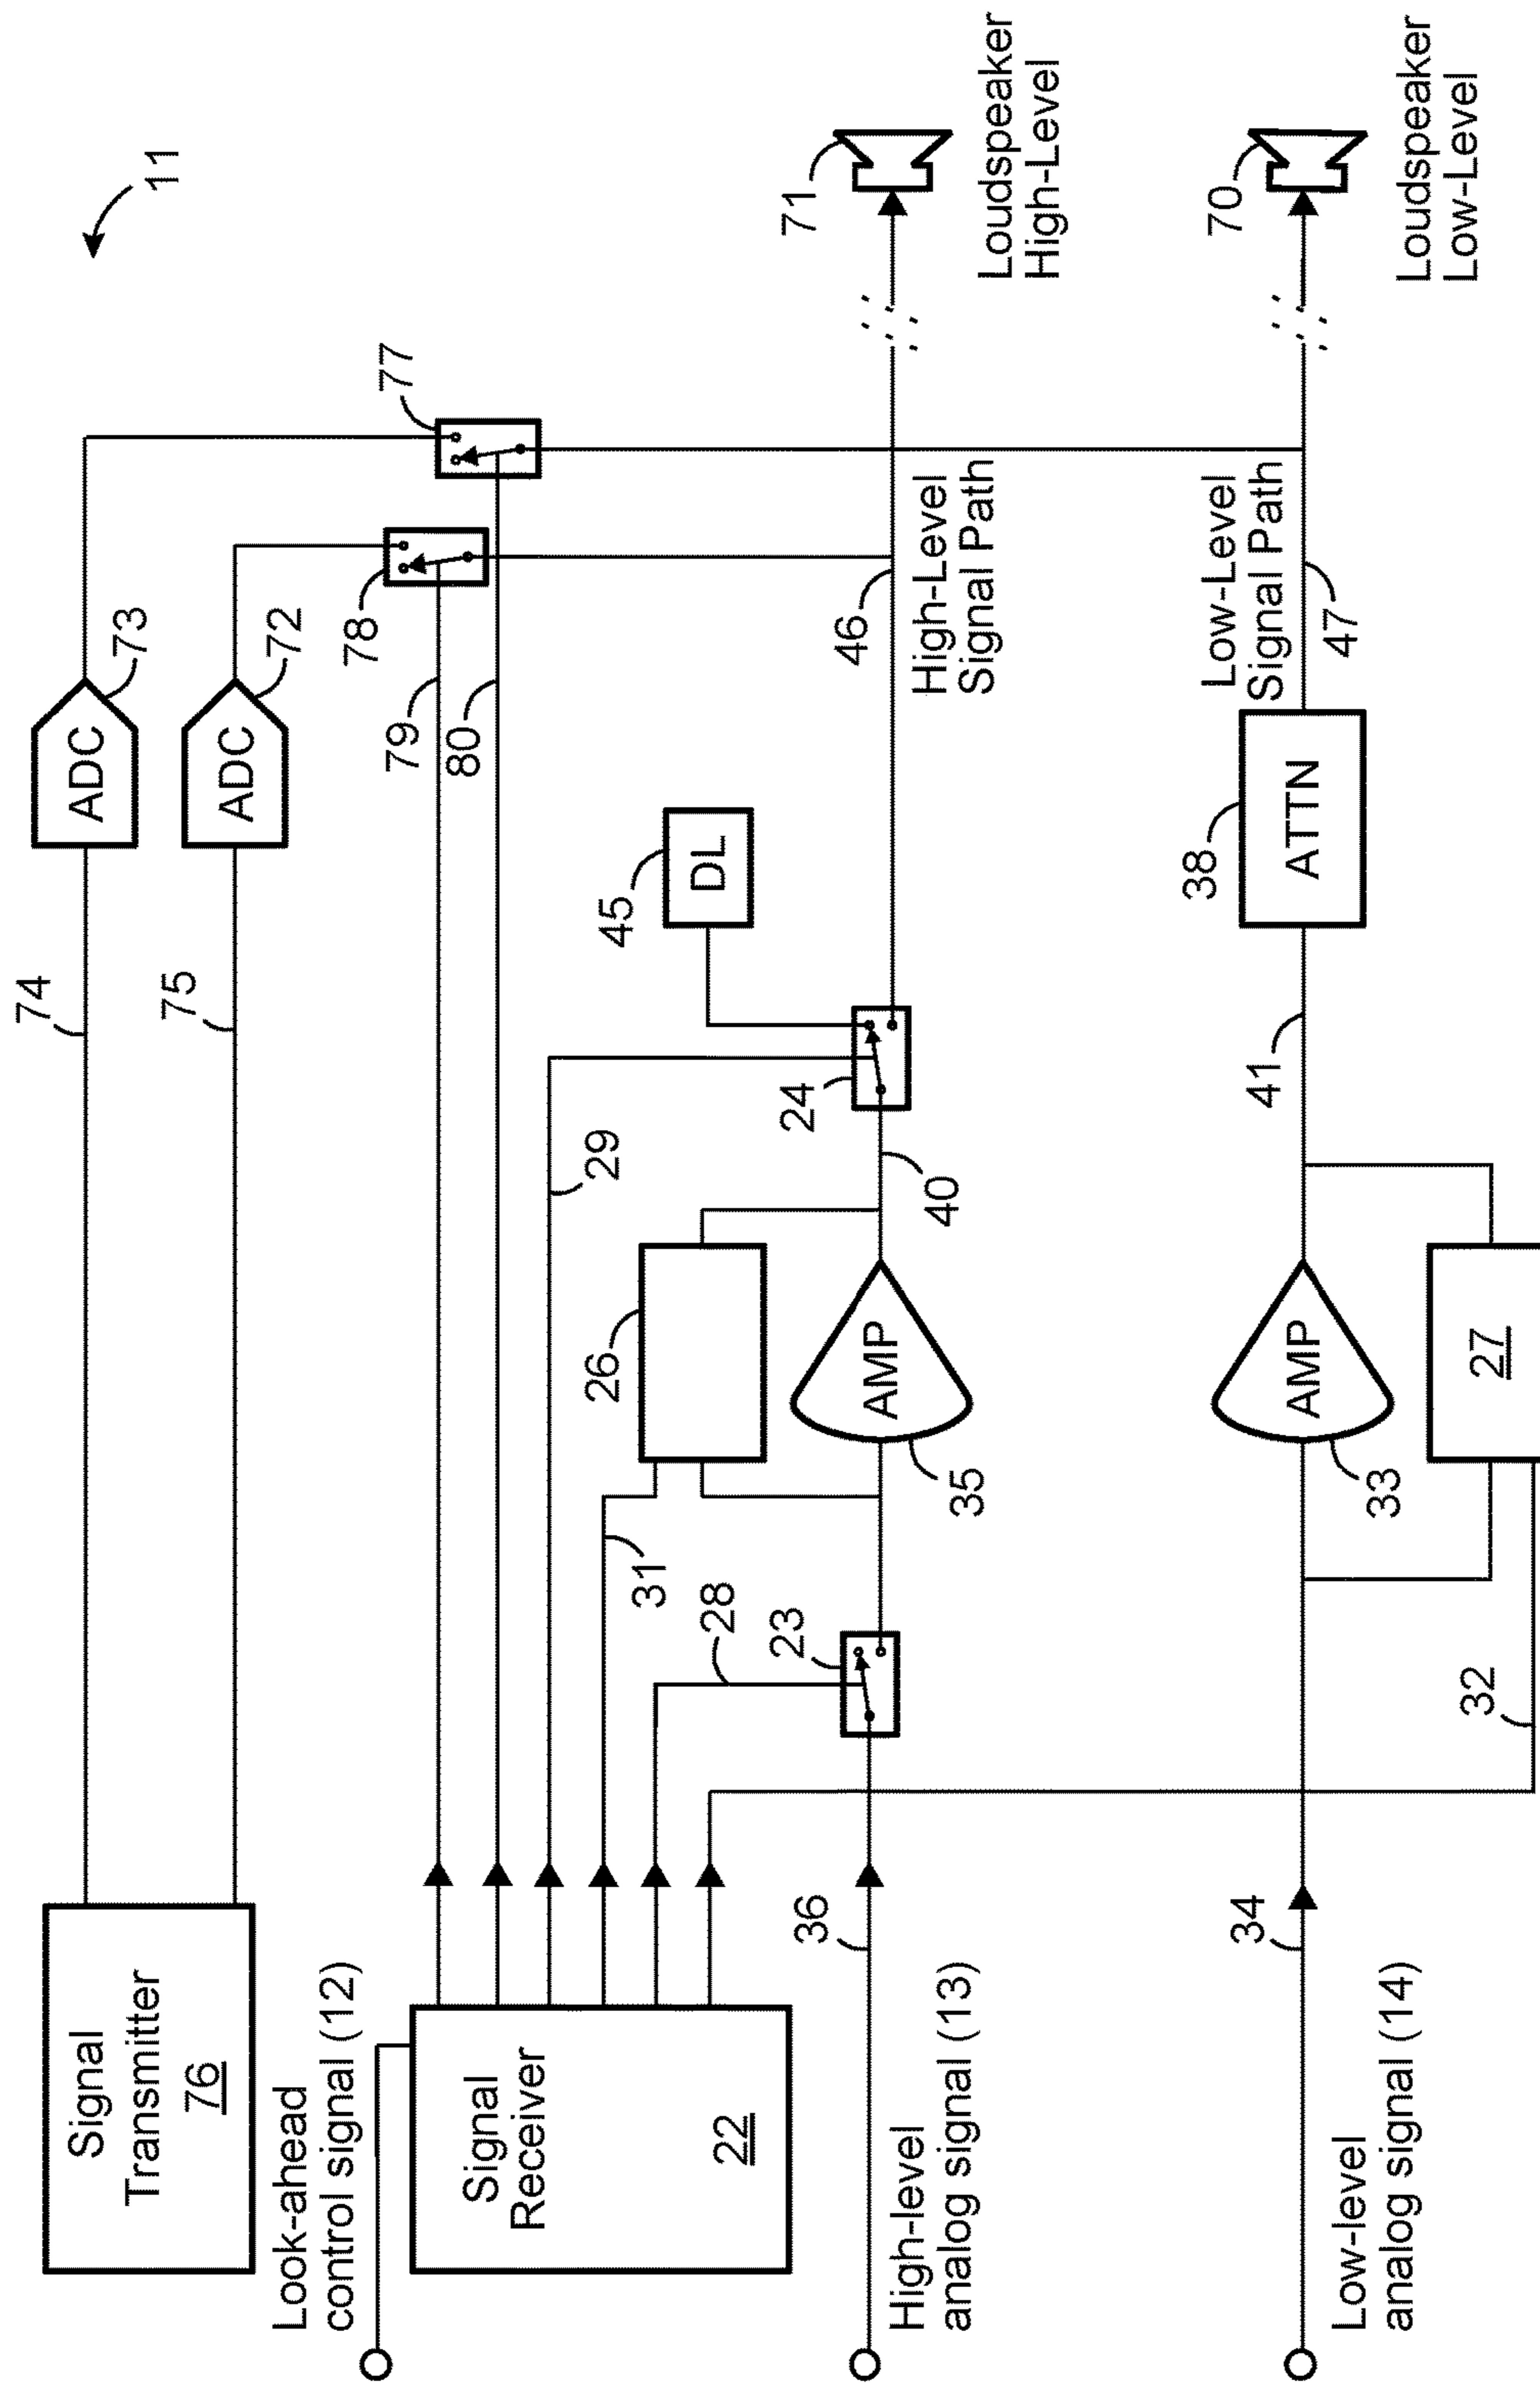 11
Signal
Transmitter
76
74
75
ADC
73
ADC
72
77
78
79
80
Look-ahead
control signal (12)
Signal
Receiver
22
29
31
28
26
45
DL
23
24
36
High-level
analog signal (13)
AMP
35
40
46
High-Level
Signal Path
71
Loudspeaker
High-Level
34
Low-level
analog signal (14)
AMP
33
32
27
41
38
ATTN
Low-Level
Signal Path
47
70
Loudspeaker
Low-Level